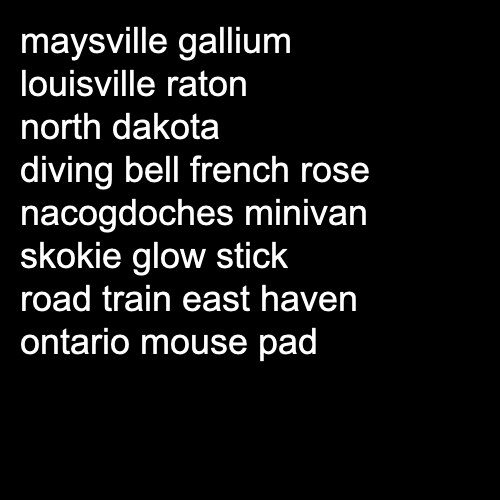 maysville gallium
louisville raton
north dakota
diving bell french rose
nacogdoches minivan
skokie glow stick
road train east haven
ontario mouse pad